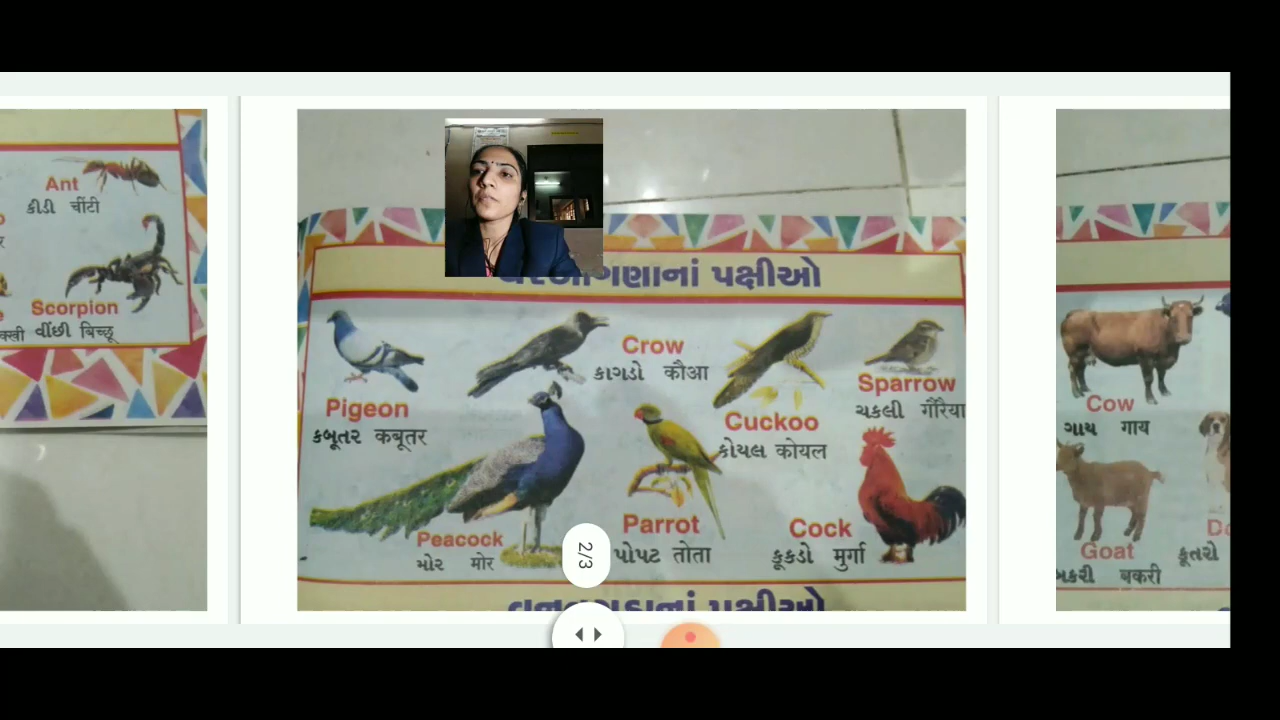 Ant
કીડી चींटी
Scorpion
વીંછી बिच्छू
પક્ષીઓ
Pigeon
કબૂતર कबूतर
Crow
કાગડો कौआ
Cuckoo
કોયલ कोयल
Sparrow
ચકલી गौरैया
Peacock
મોર मोर
Parrot
પોપટ तोता
Cock
કૂકડો मुर्गा
2/3
Cow
ગાય गाय
Goat
બકરી बकरी
કૂતરો